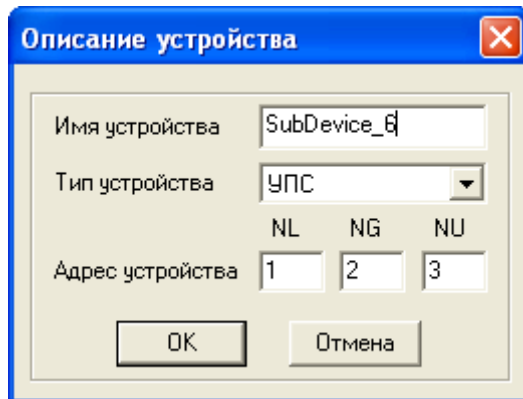 Описание устройства
Имя устройства SubDevice_6
Тип устройства УПС
NL NG NU
Адрес устройства 1 2 3
OK Отмена